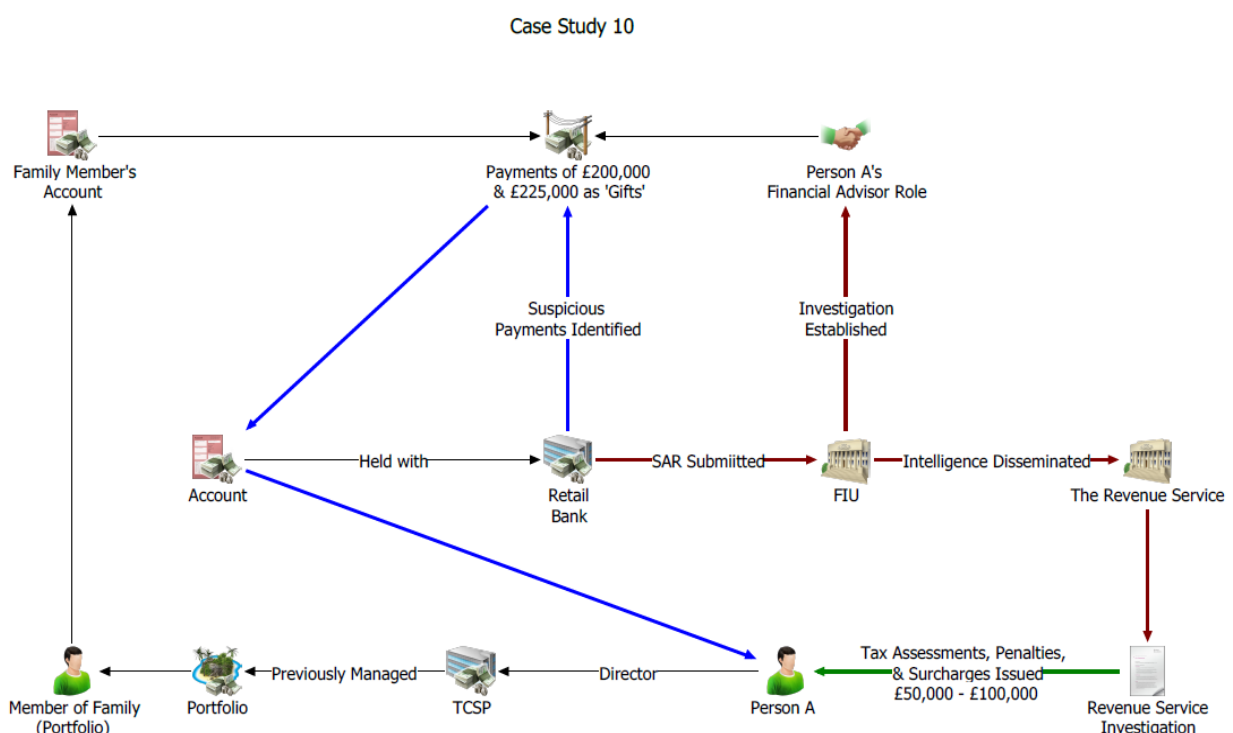 Case Study 10
Family Member's
Account
Payments of £200,000
& £225,000 as 'Gifts'
Person A's
Financial Advisor Role
Suspicious
Payments Identified
Investigation
Established
Account
Held with
Retail
Bank
SAR Submiitted
FIU
Intelligence Disseminated
The Revenue Service
Member of Family
(Portfolio)
Portfolio
Previously Managed
TCSP
Director
Person A
Tax Assessments, Penalties,
& Surcharges Issued
£50,000 - £100,000
Revenue Service
Investigation